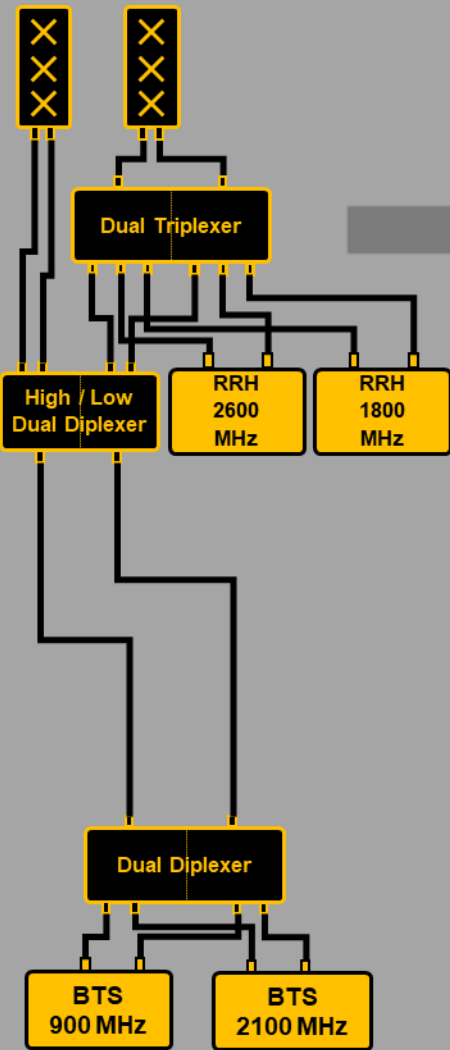 Dual Triplexer
High / Low
Dual Diplexer
RRH
2600
MHz
RRH
1800
MHz
Dual Diplexer
BTS
900 MHz
BTS
2100 MHz